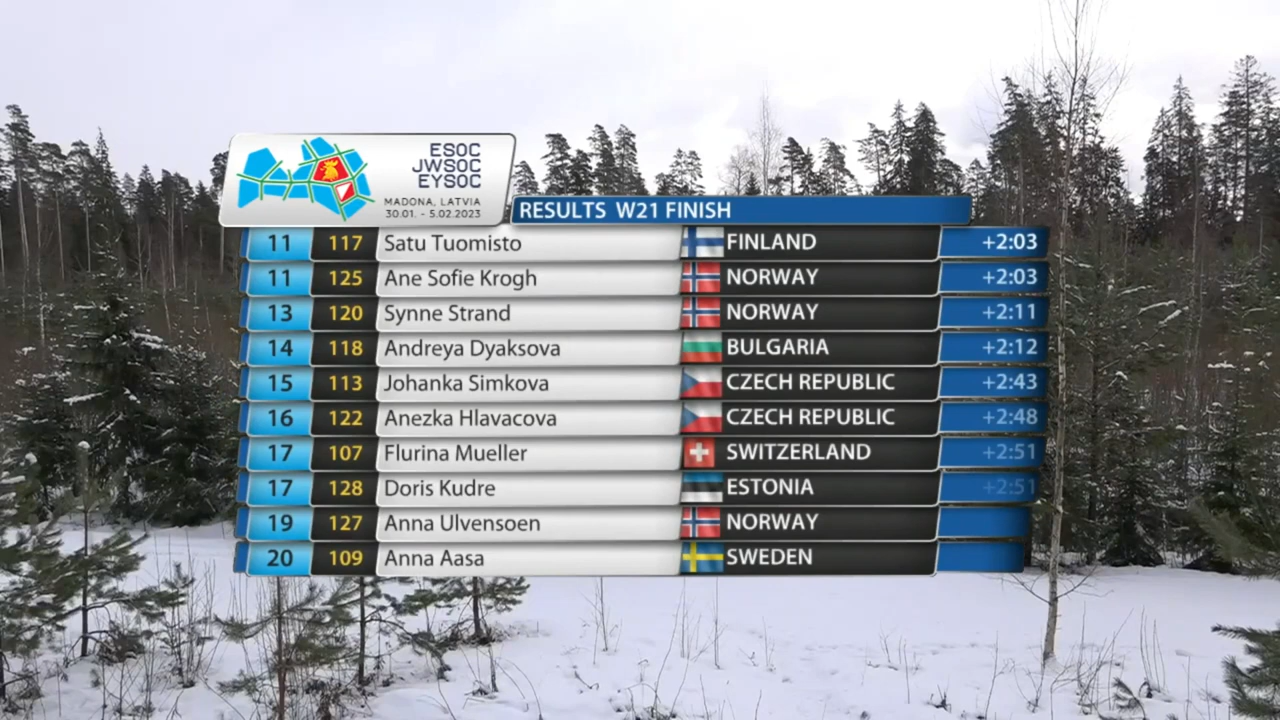 ESOC
JWSOC
EYSOC
MADONA, LATVIA
30.01. - 5.02.2023
RESULTS W21 FINISH
11 117 Satu Tuomisto FINLAND +2:03
11 125 Ane Sofie Krogh NORWAY +2:03
13 120 Synne Strand NORWAY +2:11
14 118 Andreya Dyaksova BULGARIA +2:12
15 113 Johanka Simkova CZECH REPUBLIC +2:43
16 122 Anezka Hlavacova CZECH REPUBLIC +2:48
17 107 Flurina Mueller SWITZERLAND +2:51
17 128 Doris Kudre ESTONIA +2:51
19 127 Anna Ulvensoen NORWAY
20 109 Anna Aasa SWEDEN